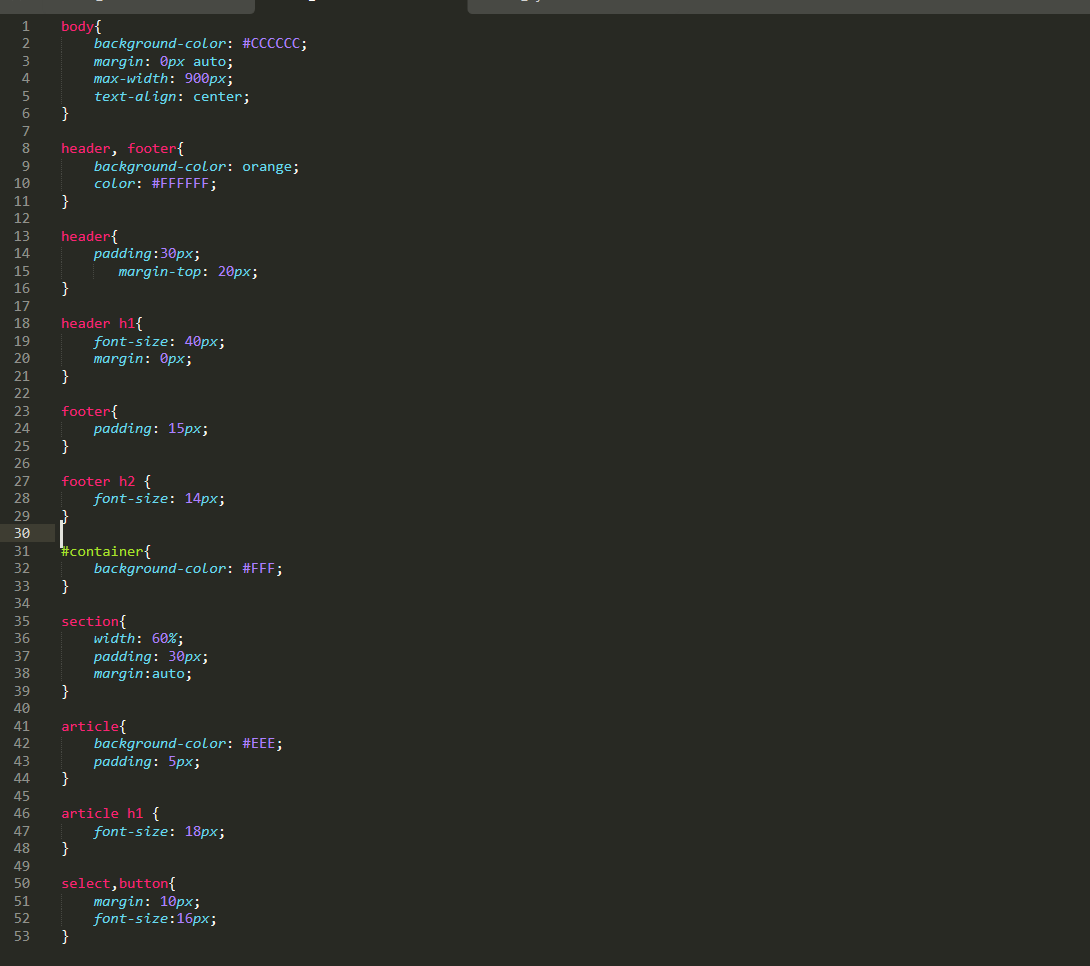 1 body{
2 background-color: #CCCCCC;
3 margin: 0px auto;
4 max-width: 900px;
5 text-align: center;
6 }
7
8 header, footer{
9 background-color: orange;
10 color: #FFFFFF;
11 }
12
13 header{
14 padding:30px;
15 margin-top: 20px;
16 }
17
18 header h1{
19 font-size: 40px;
20 margin: 0px;
21 }
22
23 footer{
24 padding: 15px;
25 }
26
27 footer h2 {
28 font-size: 14px;
29 }
30
31 #container{
32 background-color: #FFF;
33 }
34
35 section{
36 width: 60%;
37 padding: 30px;
38 margin:auto;
39 }
40
41 article{
42 background-color: #EEE;
43 padding: 5px;
44 }
45
46 article h1 {
47 font-size: 18px;
48 }
49
50 select,button{
51 margin: 10px;
52 font-size:16px;
53 }